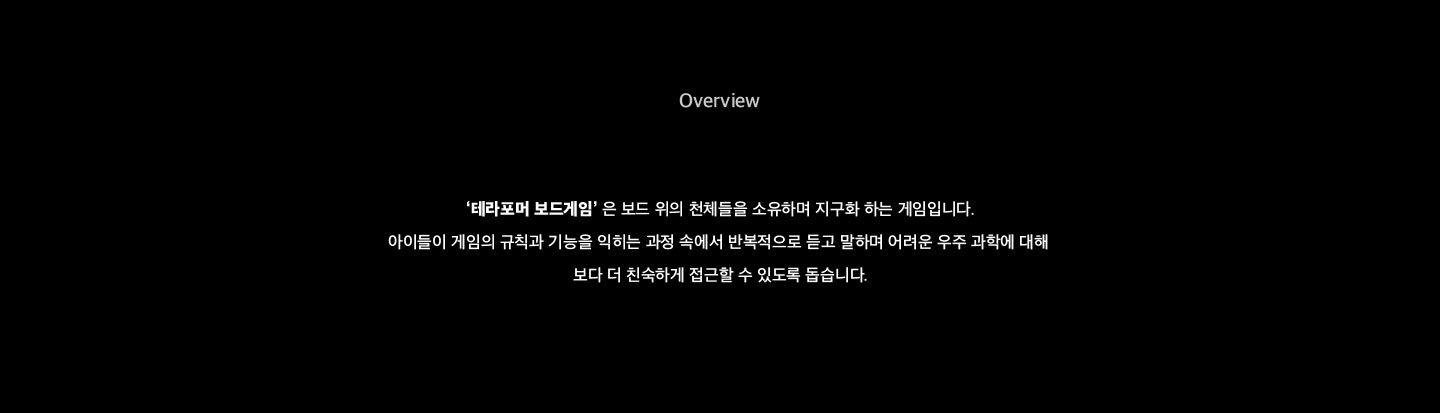 Overview
‘테라포머 보드게임’ 은 보드 위의 천체들을 소유하며 지구화 하는 게임입니다.
아이들이 게임의 규칙과 기능을 익히는 과정 속에서 반복적으로 듣고 말하며 어려운 우주 과학에 대해
보다 더 친숙하게 접근할 수 있도록 돕습니다.